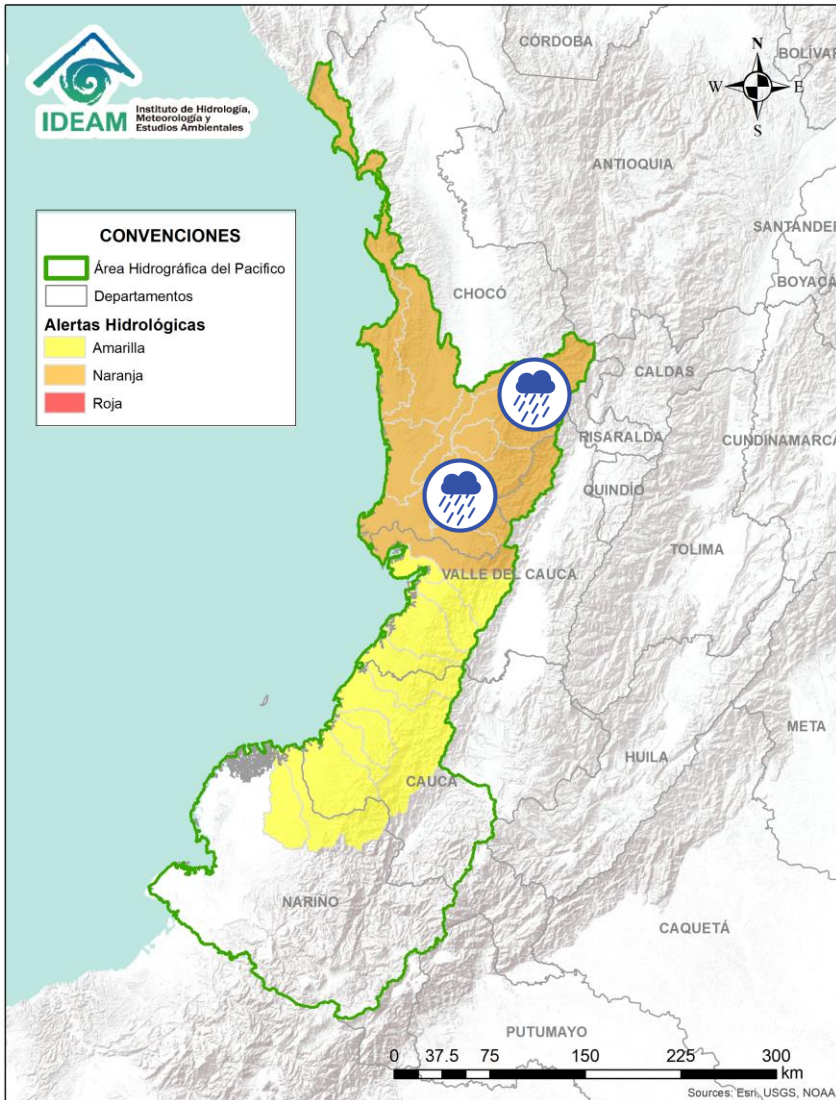 IDEAM
Instituto de Hidrología,
Meteorología y
Estudios Ambientales
N
W E
S
CÓRDOBA
BOLÍVAR
ANTIOQUIA
SANTANDER
BOYACÁ
CONVENCIONES
Área Hidrográfica del Pacifico
Departamentos
Alertas Hidrológicas
Amarilla
Naranja
Roja
CHOCÓ
CALDAS
RISARALDA
CUNDINAMARCA
QUINDÍO
TOLIMA
VALLE DEL CAUCA
META
HUILA
CAUCA
NARIÑO
CAQUETÁ
PUTUMAYO
0 37.5 75 150 225 300
km
Sources: Esri, USGS, NOAA